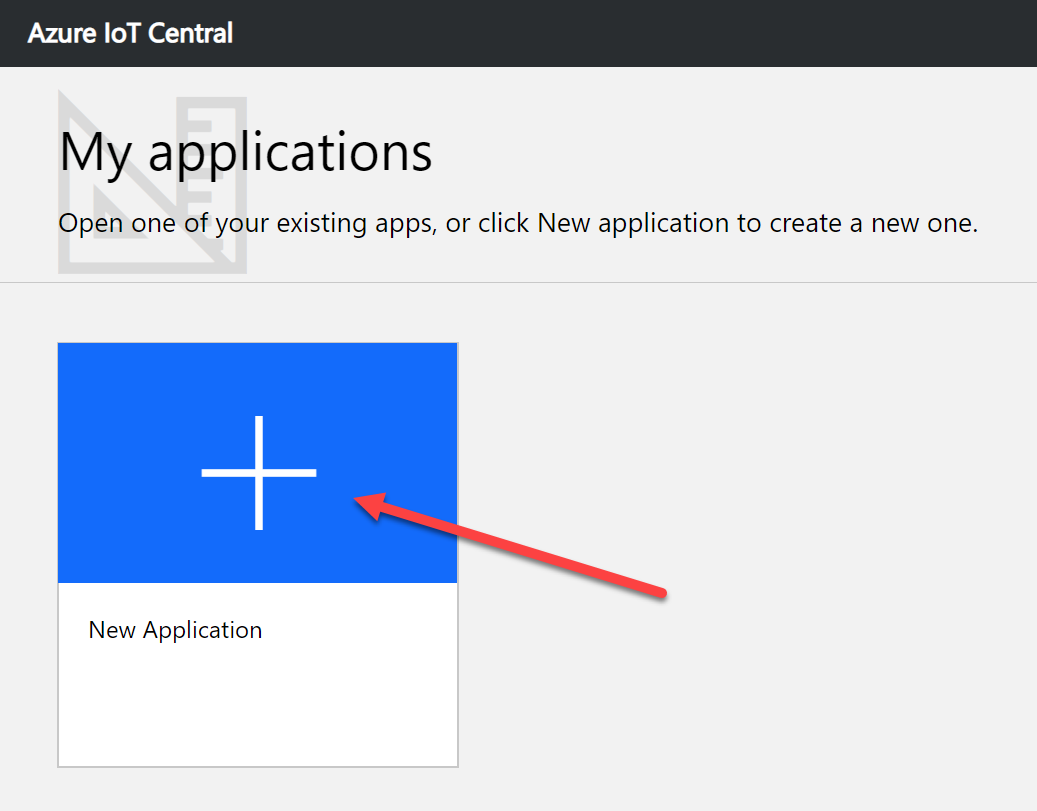 Azure IoT Central
My applications
Open one of your existing apps, or click New application to create a new one.
New Application